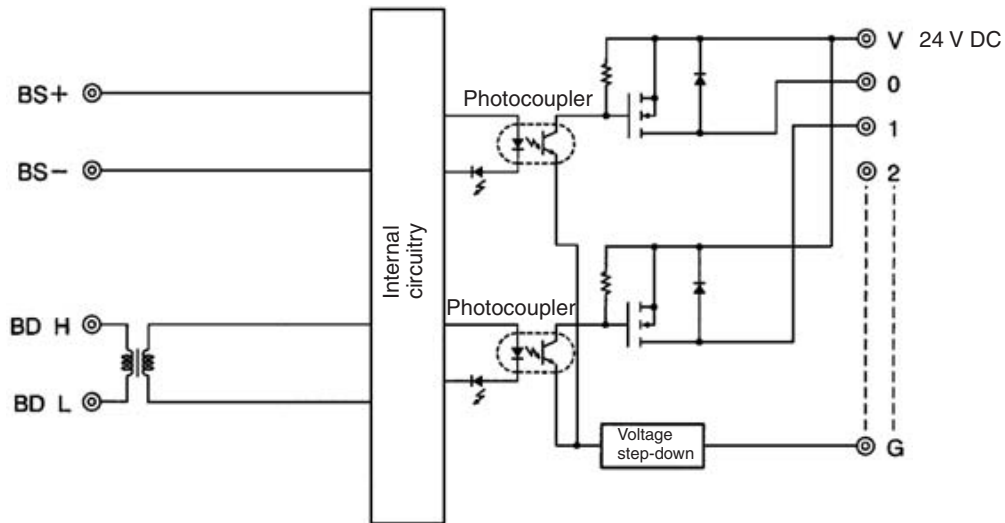 V 24 V DC
BS+
0
Photocoupler
1
BS−
2
Internal
circuitry
Photocoupler
BD H
BD L
Voltage
step-down
G